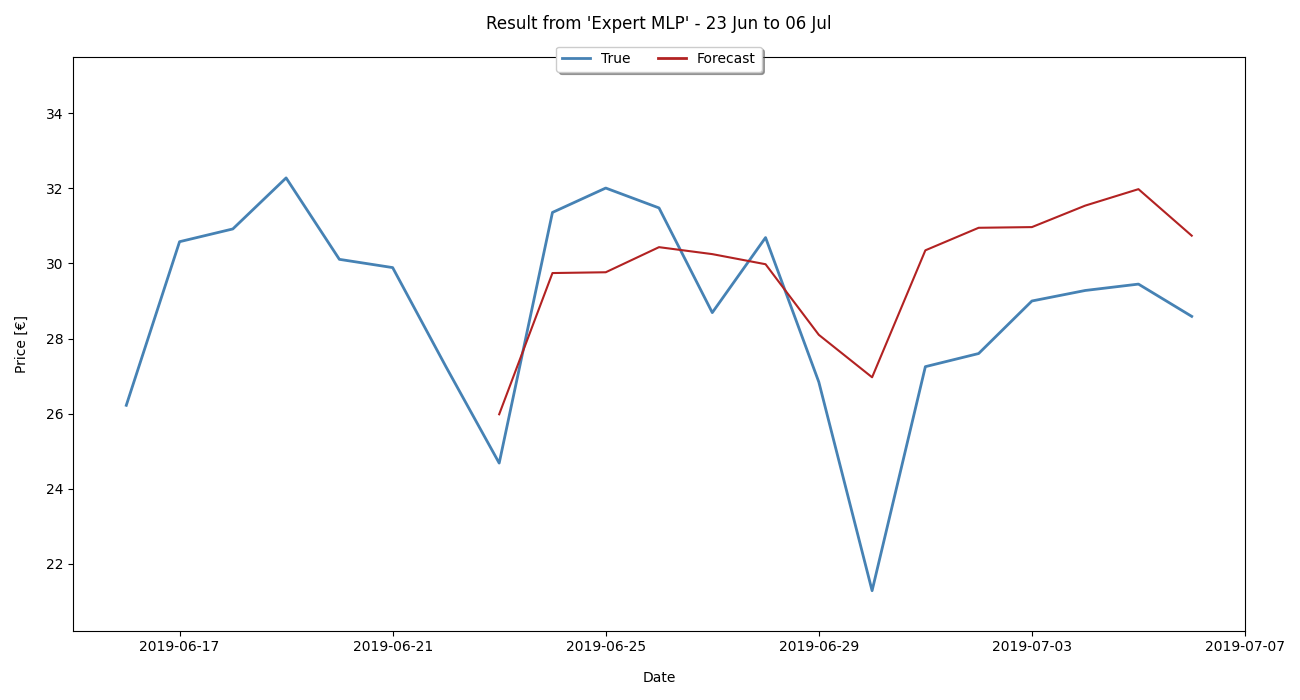 Result from 'Expert MLP' - 23 Jun to 06 Jul
True Forecast
34
32
30
28
26
24
22
Price [€]
2019-06-17 2019-06-21 2019-06-25 2019-06-29 2019-07-03 2019-07-07
Date